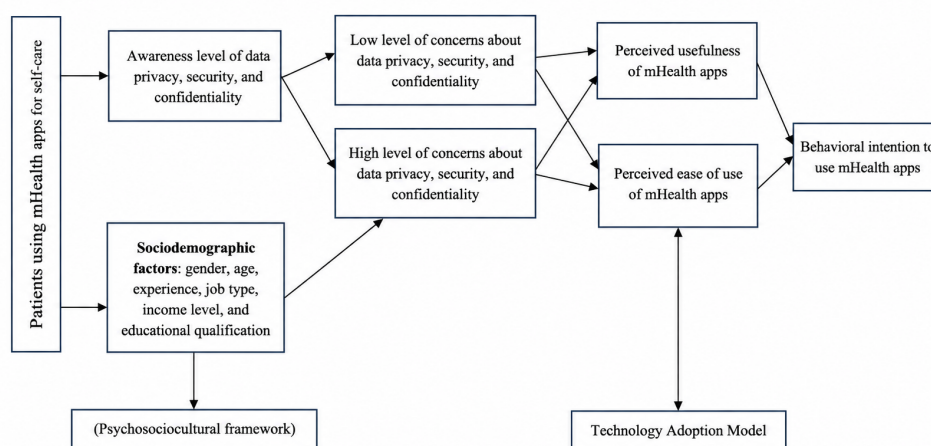 Patients using mHealth apps for self-care
Awareness level of data
privacy, security, and
confidentiality
Low level of concerns about
data privacy, security, and
confidentiality
High level of concerns about
data privacy, security, and
confidentiality
Perceived usefulness
of mHealth apps
Perceived ease of use
of mHealth apps
Behavioral intention to
use mHealth apps
Sociodemographic
factors: gender, age,
experience, job type,
income level, and
educational qualification
(Psychosociocultural framework)
Technology Adoption Model